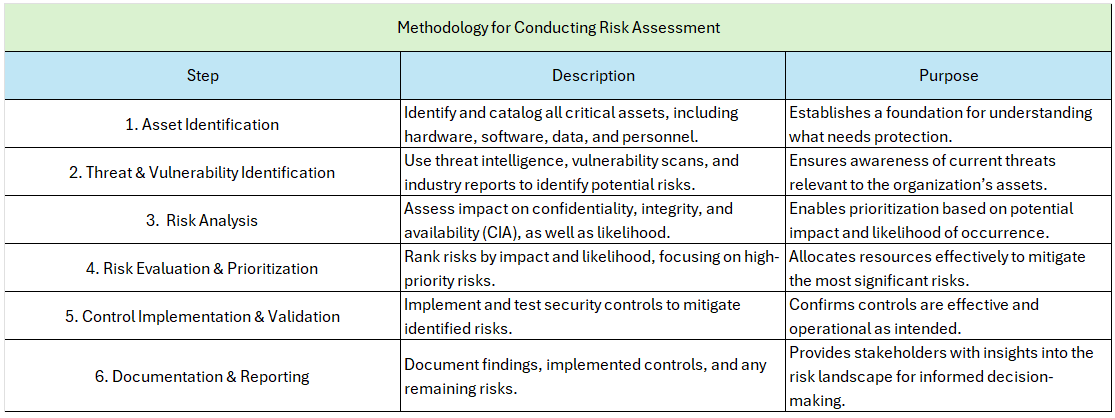 Methodology for Conducting Risk Assessment
Step
Description
Purpose
1. Asset Identification
Identify and catalog all critical assets, including
hardware, software, data, and personnel.
Establishes a foundation for understanding
what needs protection.
2. Threat & Vulnerability Identification
Use threat intelligence, vulnerability scans, and
industry reports to identify potential risks.
Ensures awareness of current threats
relevant to the organization’s assets.
3.  Risk Analysis
Assess impact on confidentiality, integrity, and
availability (CIA), as well as likelihood.
Enables prioritization based on potential
impact and likelihood of occurrence.
4. Risk Evaluation & Prioritization
Rank risks by impact and likelihood, focusing on high-
priority risks.
Allocates resources effectively to mitigate
the most significant risks.
5. Control Implementation & Validation
Implement and test security controls to mitigate
identified risks.
Confirms controls are effective and
operational as intended.
6. Documentation & Reporting
Document findings, implemented controls, and any
remaining risks.
Provides stakeholders with insights into the
risk landscape for informed decision-
making.